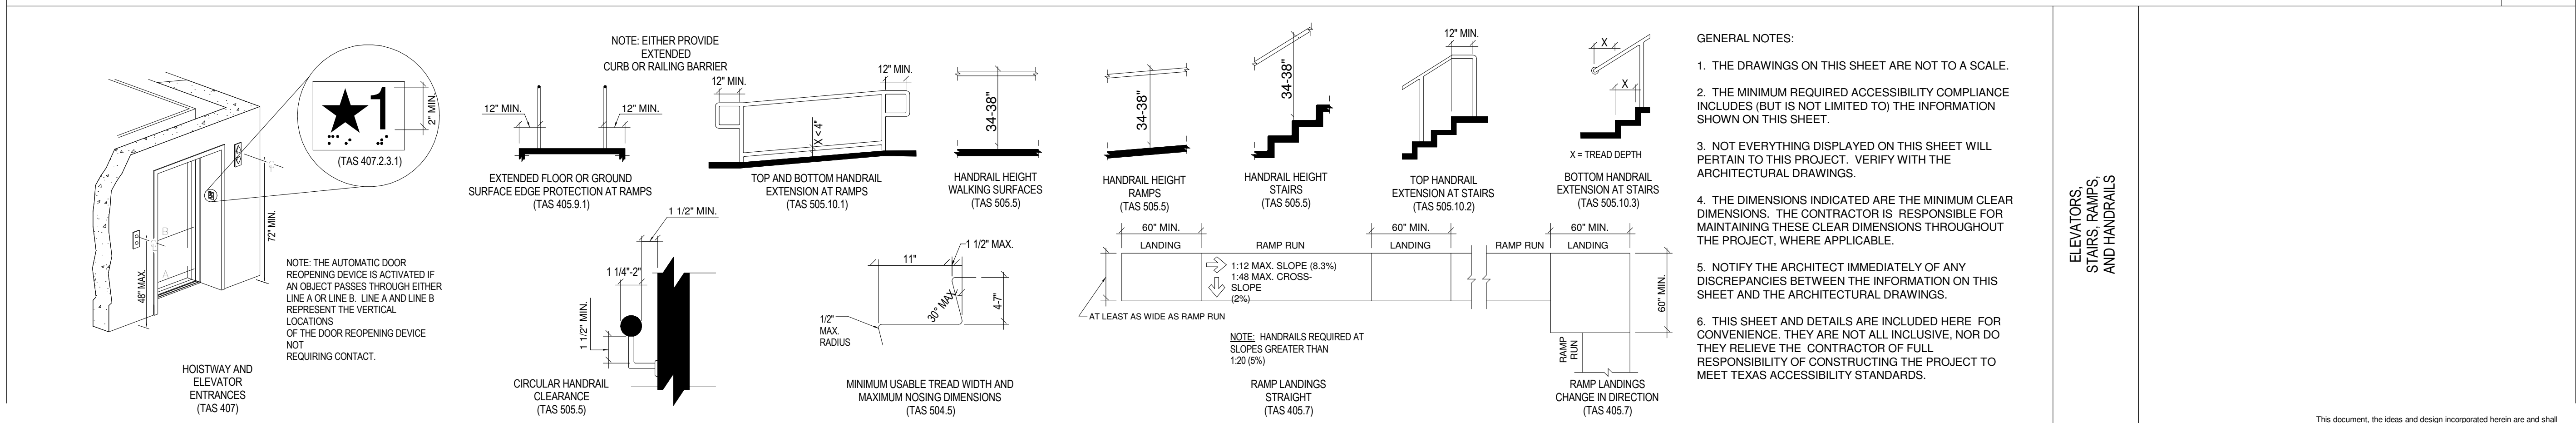 ★1
2" MIN.
(TAS 407.2.3.1)
C
L
B
C
L
A
72" MIN.
48" MAX.
NOTE: THE AUTOMATIC DOOR
REOPENING DEVICE IS ACTIVATED IF
AN OBJECT PASSES THROUGH EITHER
LINE A OR LINE B. LINE A AND LINE B
REPRESENT THE VERTICAL
LOCATIONS
OF THE DOOR REOPENING DEVICE
NOT
REQUIRING CONTACT.
HOISTWAY AND
ELEVATOR
ENTRANCES
(TAS 407)
NOTE: EITHER PROVIDE
EXTENDED
CURB OR RAILING BARRIER
12" MIN.
12" MIN.
EXTENDED FLOOR OR GROUND
SURFACE EDGE PROTECTION AT RAMPS
(TAS 405.9.1)
12" MIN.
12" MIN.
X < 4"
TOP AND BOTTOM HANDRAIL
EXTENSION AT RAMPS
(TAS 505.10.1)
34-38"
HANDRAIL HEIGHT
WALKING SURFACES
(TAS 505.5)
34-38"
HANDRAIL HEIGHT
RAMPS
(TAS 505.5)
34-38"
HANDRAIL HEIGHT
STAIRS
(TAS 505.5)
12" MIN.
TOP HANDRAIL
EXTENSION AT STAIRS
(TAS 505.10.2)
X
X
X = TREAD DEPTH
BOTTOM HANDRAIL
EXTENSION AT STAIRS
(TAS 505.10.3)
1 1/2" MIN.
1 1/4"-2"
1 1/2" MIN.
CIRCULAR HANDRAIL
CLEARANCE
(TAS 505.5)
1 1/2" MAX.
11"
30° MAX.
4-7"
1/2"
MAX.
RADIUS
MINIMUM USABLE TREAD WIDTH AND
MAXIMUM NOSING DIMENSIONS
(TAS 504.5)
60" MIN.
60" MIN.
60" MIN.
LANDING
RAMP RUN
LANDING
RAMP RUN
LANDING
1:12 MAX. SLOPE (8.3%)
1:48 MAX. CROSS-
SLOPE
(2%)
AT LEAST AS WIDE AS RAMP RUN
60" MIN.
NOTE: HANDRAILS REQUIRED AT
SLOPES GREATER THAN
1:20 (5%)
RAMP
RUN
RAMP LANDINGS
STRAIGHT
(TAS 405.7)
RAMP LANDINGS
CHANGE IN DIRECTION
(TAS 405.7)
GENERAL NOTES:
1. THE DRAWINGS ON THIS SHEET ARE NOT TO A SCALE.
2. THE MINIMUM REQUIRED ACCESSIBILITY COMPLIANCE
INCLUDES (BUT IS NOT LIMITED TO) THE INFORMATION
SHOWN ON THIS SHEET.
3. NOT EVERYTHING DISPLAYED ON THIS SHEET WILL
PERTAIN TO THIS PROJECT. VERIFY WITH THE
ARCHITECTURAL DRAWINGS.
4. THE DIMENSIONS INDICATED ARE THE MINIMUM CLEAR
DIMENSIONS. THE CONTRACTOR IS RESPONSIBLE FOR
MAINTAINING THESE CLEAR DIMENSIONS THROUGHOUT
THE PROJECT, WHERE APPLICABLE.
5. NOTIFY THE ARCHITECT IMMEDIATELY OF ANY
DISCREPANCIES BETWEEN THE INFORMATION ON THIS
SHEET AND THE ARCHITECTURAL DRAWINGS.
6. THIS SHEET AND DETAILS ARE INCLUDED HERE FOR
CONVENIENCE. THEY ARE NOT ALL INCLUSIVE, NOR DO
THEY RELIEVE THE CONTRACTOR OF FULL
RESPONSIBILITY OF CONSTRUCTING THE PROJECT TO
MEET TEXAS ACCESSIBILITY STANDARDS.
ELEVATORS,
STAIRS, RAMPS,
AND HANDRAILS
This document, the ideas and design incorporated herein are and shall